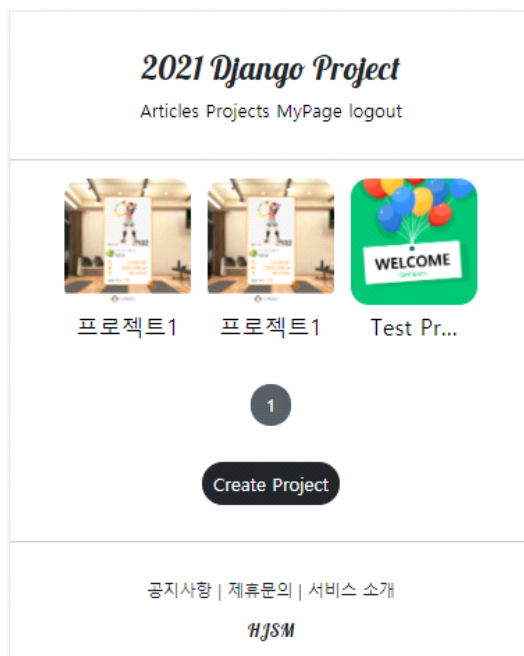 2021 Django Project
Articles Projects MyPage logout
WELCOME
프로젝트1 프로젝트1 Test Pr...
1
Create Project
공지사항 | 제휴문의 | 서비스 소개
HJSM